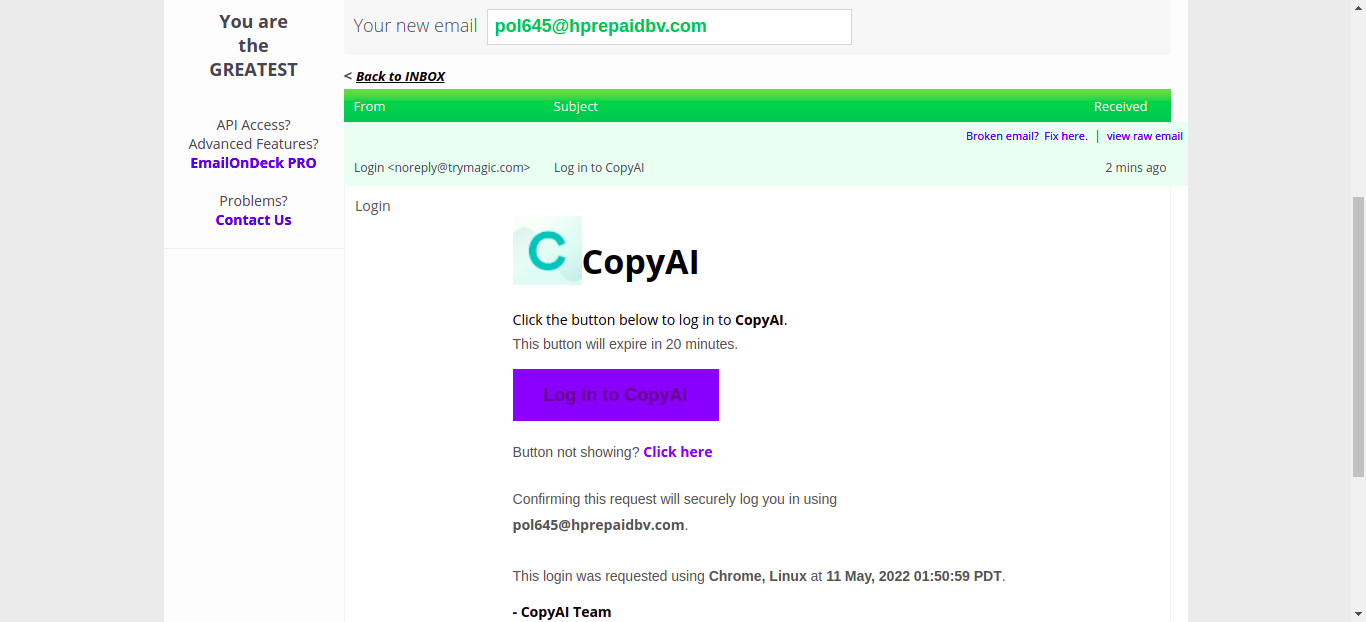 You are
the
GREATEST
API Access?
Advanced Features?
EmailOnDeck PRO
Problems?
Contact Us
Your new email pol645@hprepaidbv.com
< Back to INBOX
From Subject Received
Broken email? Fix here. | view raw email
Login <noreply@trymagic.com> Log in to CopyAI 2 mins ago
Login
C CopyAI
Click the button below to log in to CopyAI.
This button will expire in 20 minutes.
Log in to CopyAI
Button not showing? Click here
Confirming this request will securely log you in using
pol645@hprepaidbv.com.
This login was requested using Chrome, Linux at 11 May, 2022 01:50:59 PDT.
- CopyAI Team